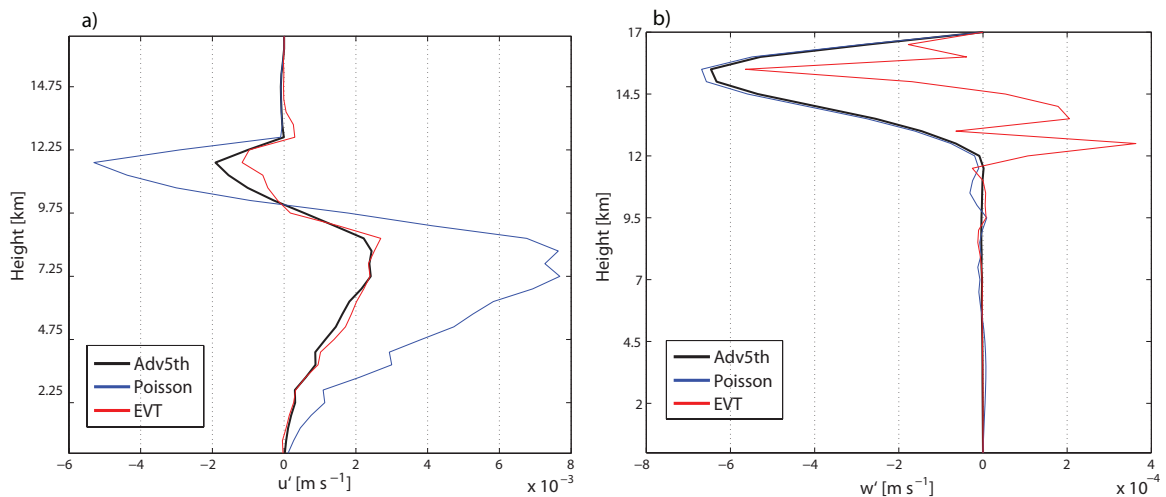 a)
Height [km]
14.75
12.25
9.75
7.25
4.75
2.25
Adv5th
Poisson
EVT
−6 −4 −2 0 2 4 6 8
u' [m s⁻¹]
x 10⁻³
b)
Height [km]
17
14.5
12
9.5
7
4.5
2
Adv5th
Poisson
EVT
−8 −6 −4 −2 0 2 4
w' [m s⁻¹]
x 10⁻⁴